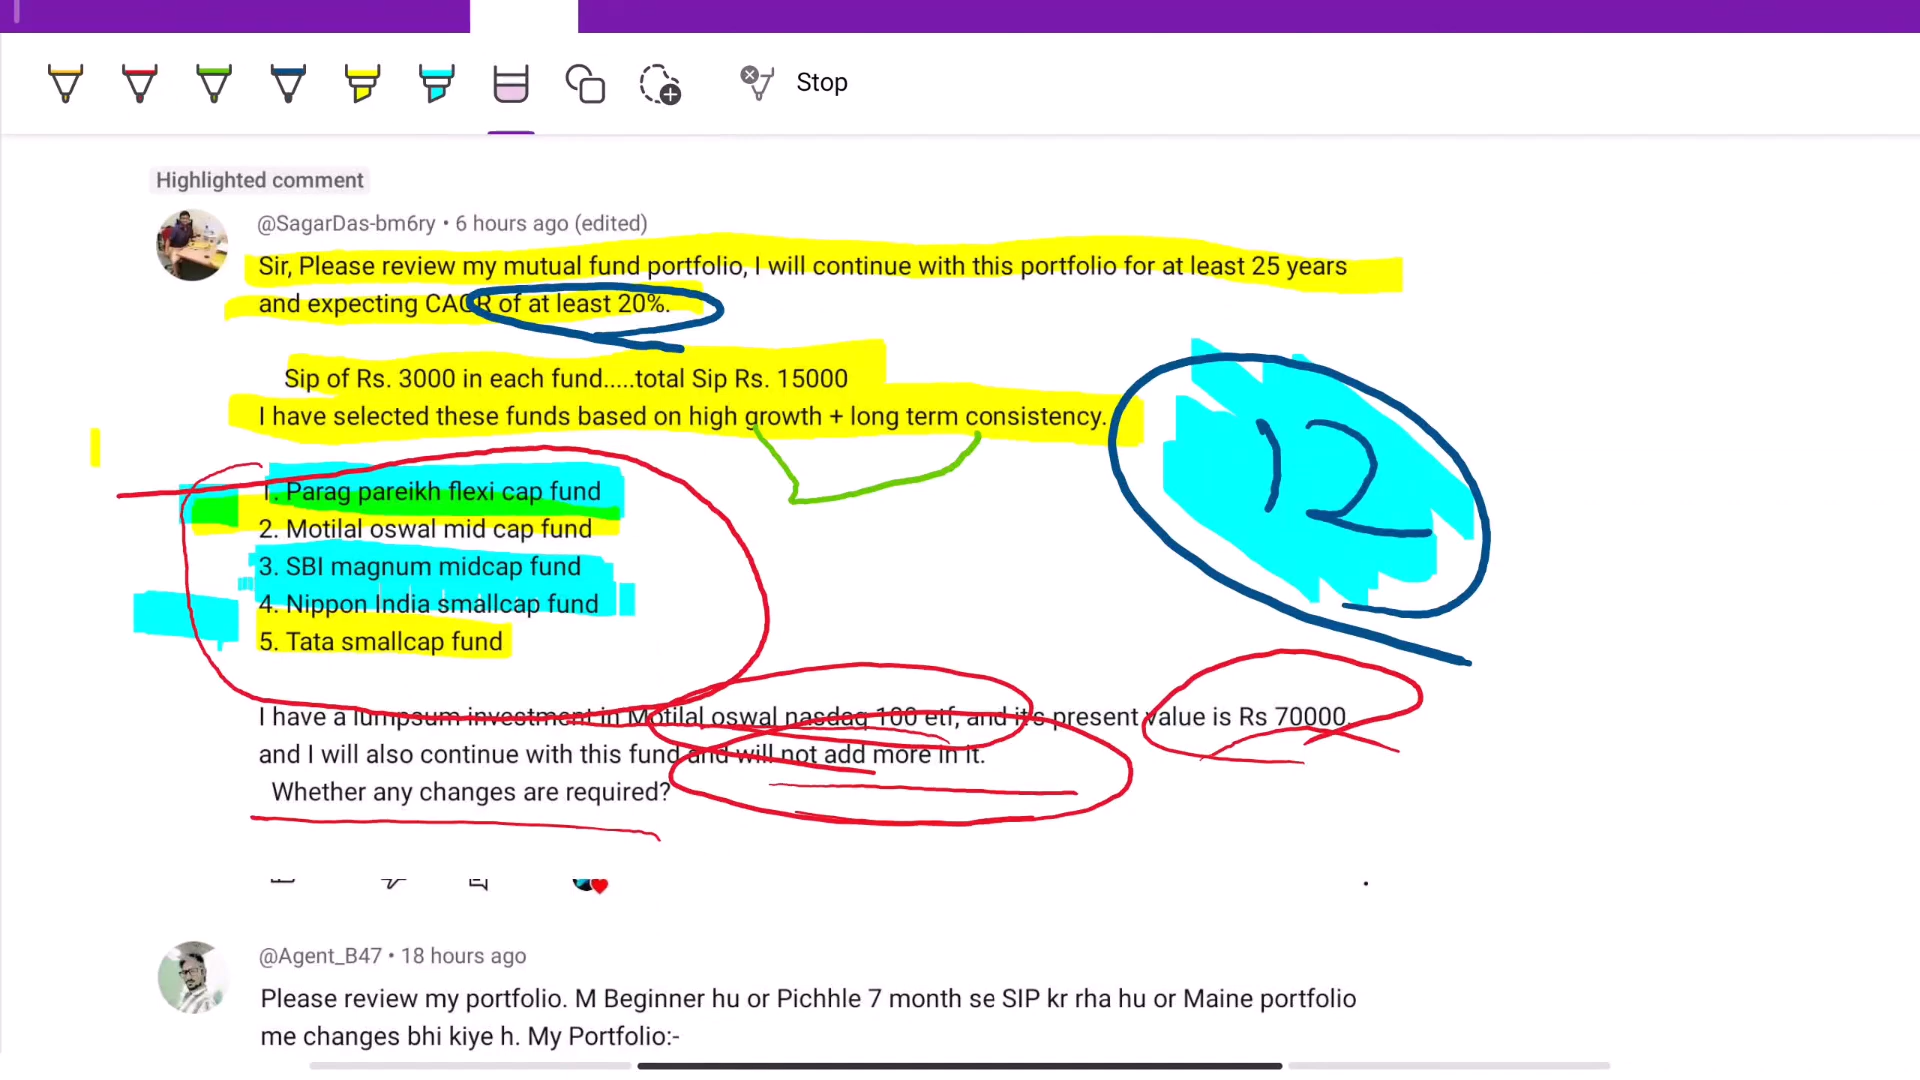 Stop
Highlighted comment
@SagarDas-bm6ry • 6 hours ago (edited)
Sir, Please review my mutual fund portfolio, I will continue with this portfolio for at least 25 years
and expecting CAGR of at least 20%.
Sip of Rs. 3000 in each fund.....total Sip Rs. 15000
I have selected these funds based on high growth + long term consistency.
12
1. Parag pareikh flexi cap fund
2. Motilal oswal mid cap fund
3. SBI magnum midcap fund
4. Nippon India smallcap fund
5. Tata smallcap fund
I have a lumpsum investment in Motilal oswal nasdaq 100 etf, and it's present value is Rs 70000,
and I will also continue with this fund and will not add more in it.
Whether any changes are required?
@Agent_B47 • 18 hours ago
Please review my portfolio. M Beginner hu or Pichhle 7 month se SIP kr rha hu or Maine portfolio
me changes bhi kiye h. My Portfolio:-